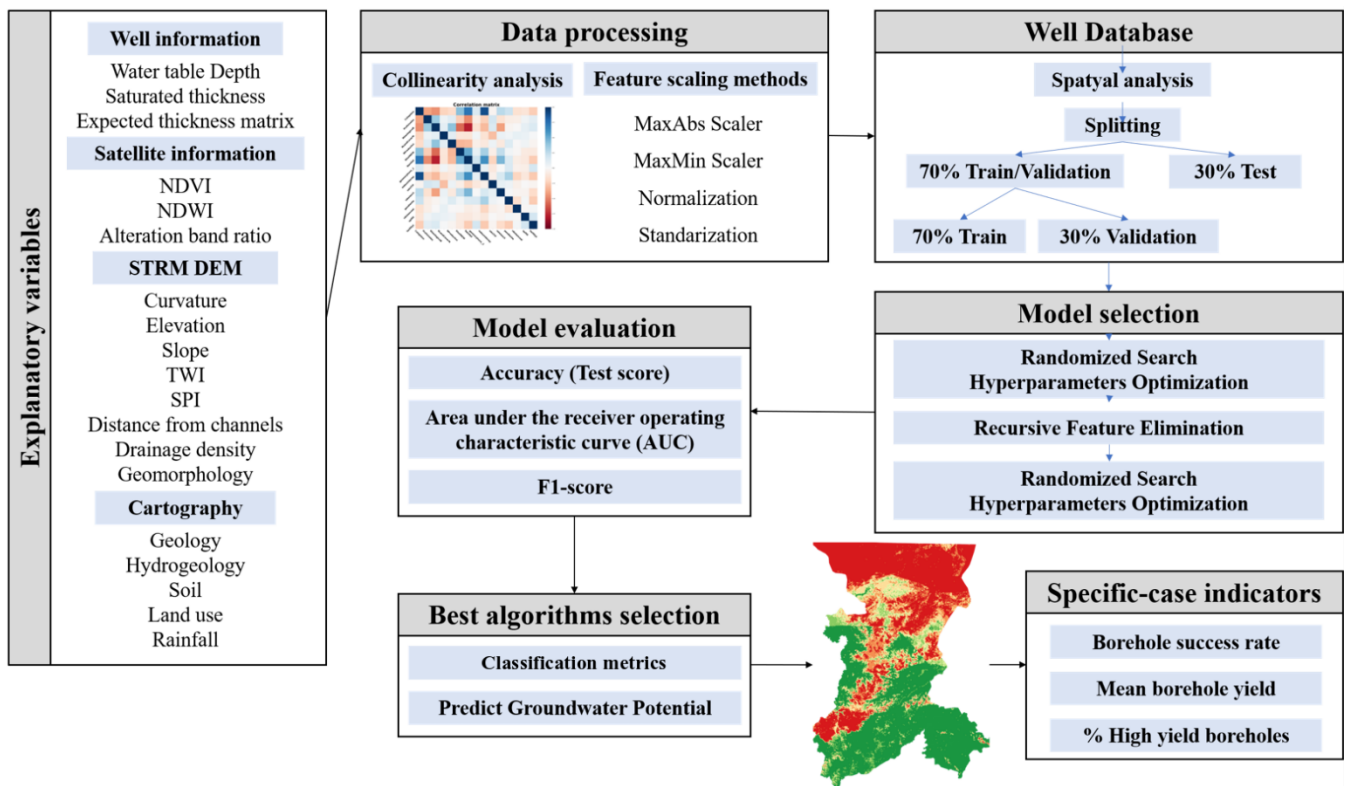 Explanatory variables
Well information
Water table Depth
Saturated thickness
Expected thickness matrix
Satellite information
NDVI
NDWI
Alteration band ratio
STRM DEM
Curvature
Elevation
Slope
TWI
SPI
Distance from channels
Drainage density
Geomorphology
Cartography
Geology
Hydrogeology
Soil
Land use
Rainfall
Data processing
Collinearity analysis
Correlation matrix
Feature scaling methods
MaxAbs Scaler
MaxMin Scaler
Normalization
Standarization
Well Database
Spatyal analysis
Splitting
70% Train/Validation
30% Test
70% Train
30% Validation
Model selection
Randomized Search
Hyperparameters Optimization
Recursive Feature Elimination
Randomized Search
Hyperparameters Optimization
Model evaluation
Accuracy (Test score)
Area under the receiver operating
characteristic curve (AUC)
F1-score
Best algorithms selection
Classification metrics
Predict Groundwater Potential
Specific-case indicators
Borehole success rate
Mean borehole yield
% High yield boreholes